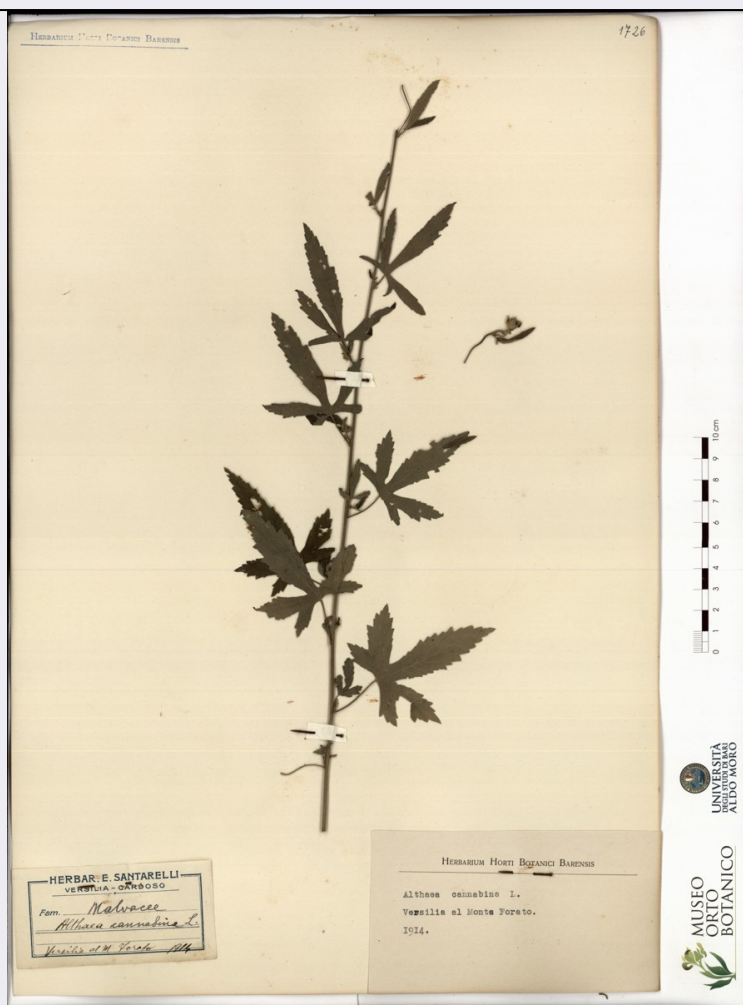 HERBARIUM HORTI BOTANICI BARENSIS
1726
10 cm
9
8
7
6
5
4
3
2
1
0
UNIVERSITÀ
DEGLI STUDI DI BARI
ALDO MORO
MUSEO
ORTO
BOTANICO
HERBAR. E. SANTARELLI
VERSILIA - CARDOSO
Fam. Malvacee
Althaea cannabina L.
Versilia al M. Forato 1914
HERBARIUM HORTI BOTANICI BARENSIS
Althaea cannabina L.
Versilia al Monte Forato.
1914.